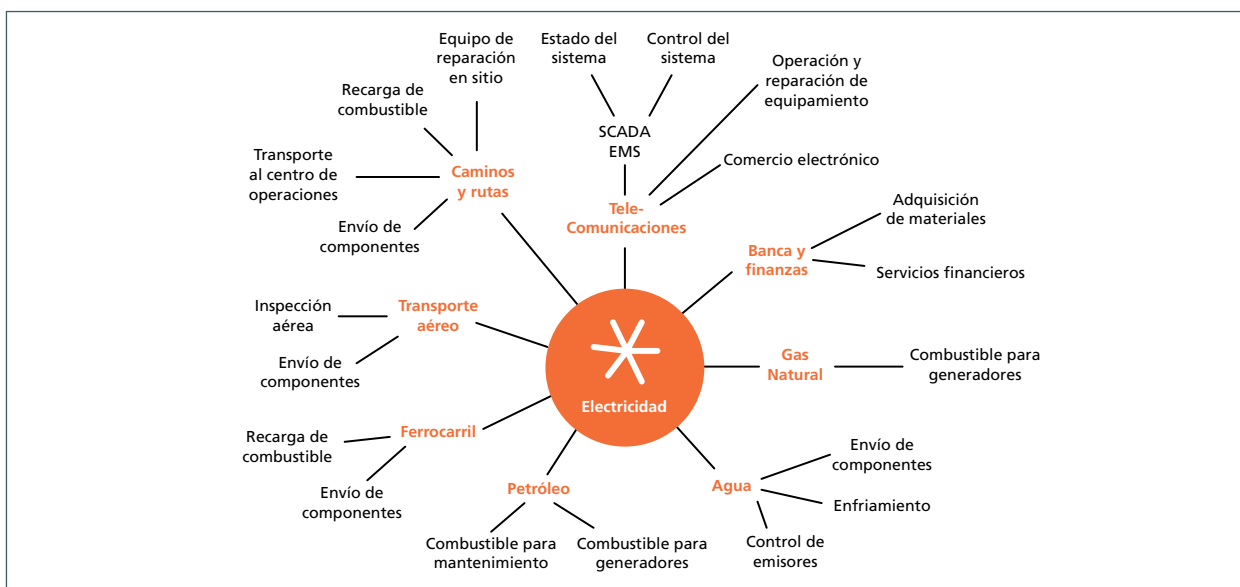 Equipo de
reparación
en sitio
Estado del
sistema
Control del
sistema
Operación y
reparación de
equipamiento
Recarga de
combustible
SCADA
EMS
Transporte
al centro de
operaciones
Caminos
y rutas
Comercio electrónico
Envío de
componentes
Tele-
Comunicaciones
Adquisición
de materiales
Banca y
finanzas
Servicios financieros
Inspección
aérea
Transporte
aéreo
Envío de
componentes
Gas
Natural
Combustible para
generadores
Electricidad
Recarga de
combustible
Ferrocarril
Envío de
componentes
Petróleo
Combustible para
mantenimiento
Combustible para
generadores
Agua
Envío de
componentes
Enfriamiento
Control de
emisores